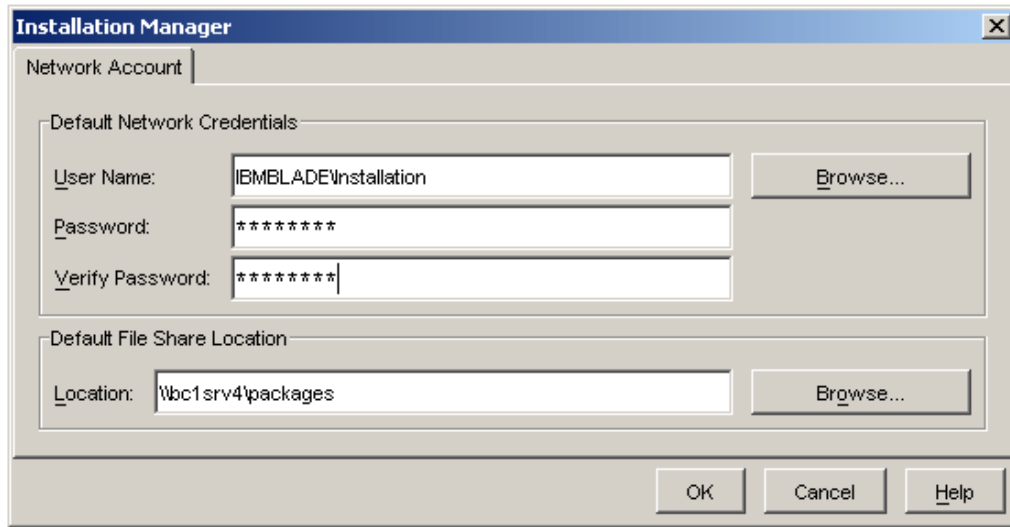 Installation Manager
Network Account
Default Network Credentials
User Name: IBMBLADE\Installation Browse...
Password: ********
Verify Password: ********
Default File Share Location
Location: \\bc1srv4\packages Browse...
OK Cancel Help